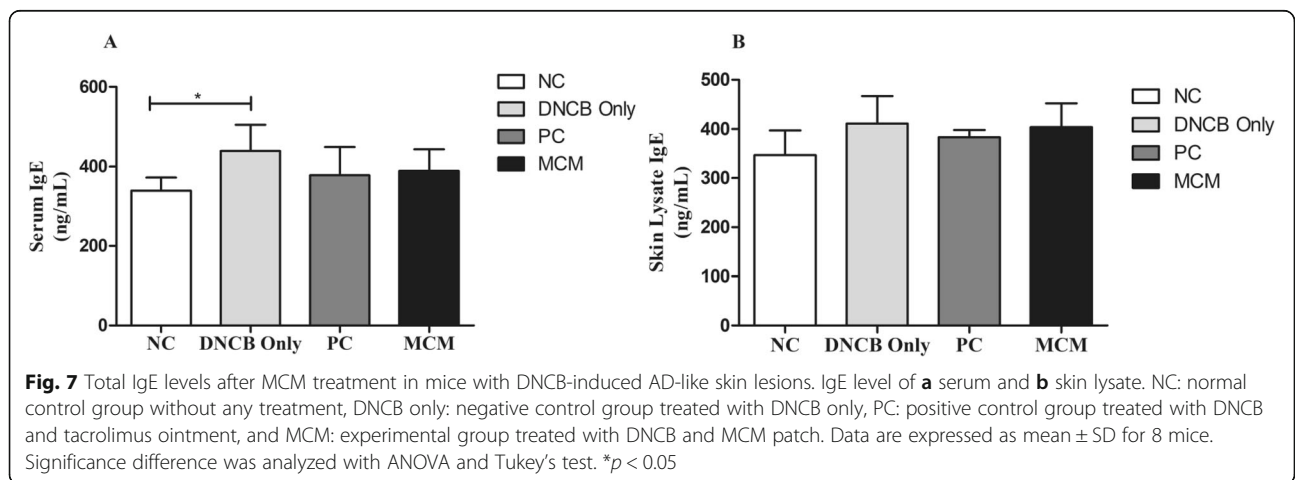 A
Serum IgE
(ng/mL)
600
400
200
0
*
NC
DNCB Only
PC
MCM
NC
DNCB Only
PC
MCM
B
Skin Lysate IgE
(ng/mL)
500
400
300
200
100
0
NC
DNCB Only
PC
MCM
NC
DNCB Only
PC
MCM
Fig. 7 Total IgE levels after MCM treatment in mice with DNCB-induced AD-like skin lesions. IgE level of a serum and b skin lysate. NC: normal
control group without any treatment, DNCB only: negative control group treated with DNCB only, PC: positive control group treated with DNCB
and tacrolimus ointment, and MCM: experimental group treated with DNCB and MCM patch. Data are expressed as mean ± SD for 8 mice.
Significance difference was analyzed with ANOVA and Tukey's test. *p < 0.05